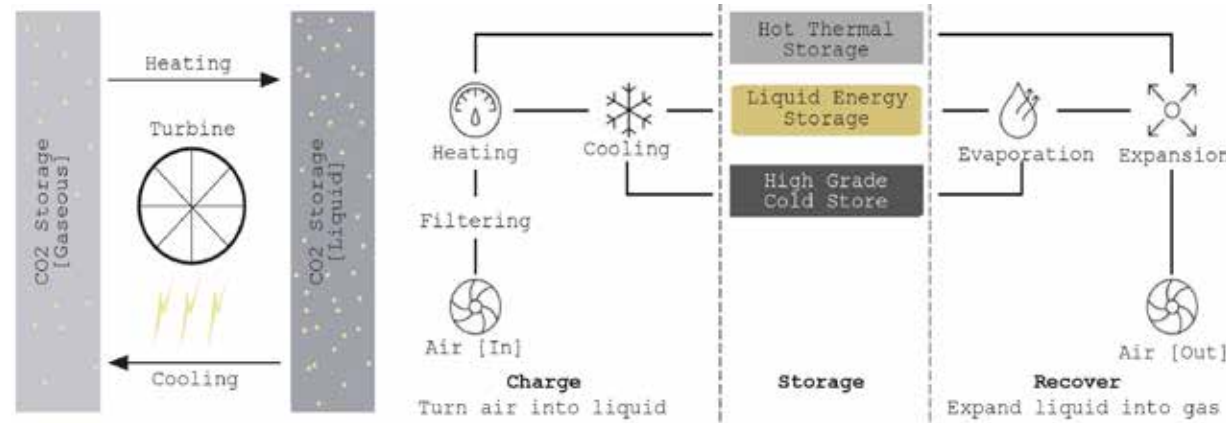 CO2 Storage
[Gaseous]
Heating
Turbine
Cooling
CO2 Storage
[Liquid]
Heating
Filtering
Air [In]
Cooling
Charge
Turn air into liquid
Hot Thermal
Storage
Liquid Energy
Storage
High Grade
Cold Store
Storage
Evaporation
Expansion
Air [Out]
Recover
Expand liquid into gas